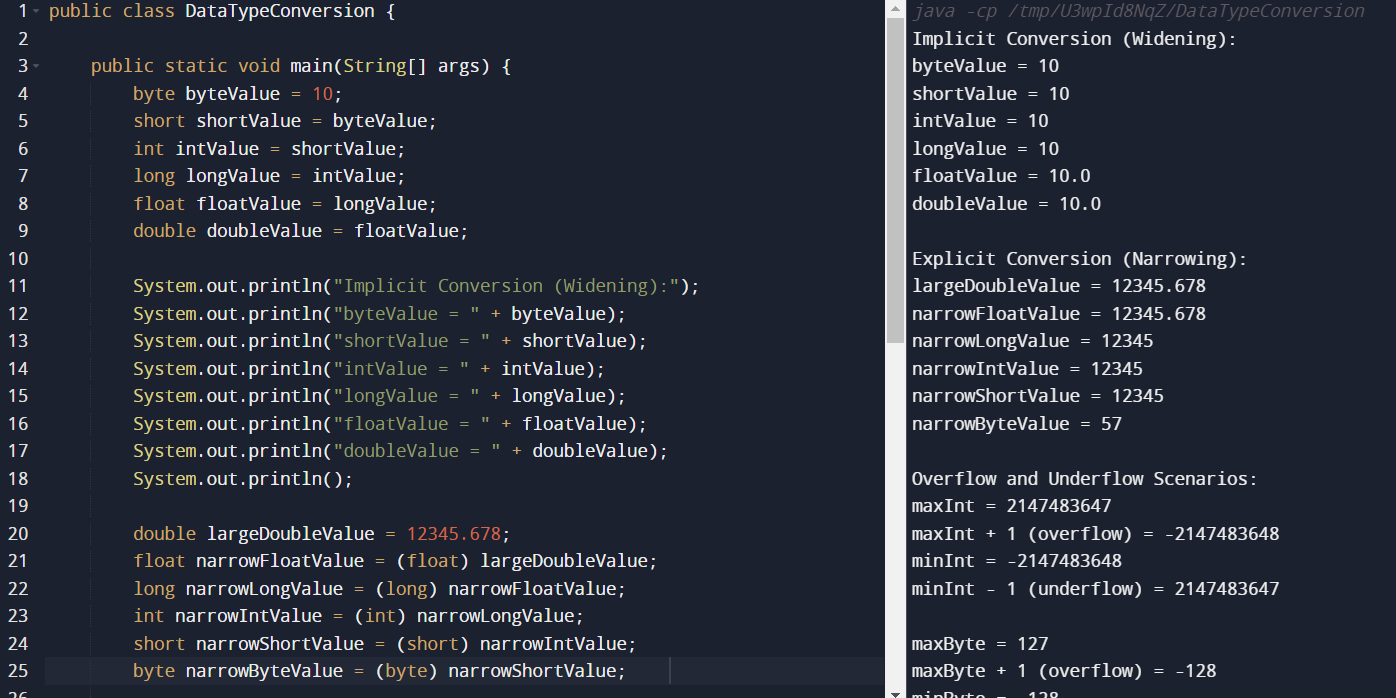 1 public class DataTypeConversion {
2
3 public static void main(String[] args) {
4 byte byteValue = 10;
5 short shortValue = byteValue;
6 int intValue = shortValue;
7 long longValue = intValue;
8 float floatValue = longValue;
9 double doubleValue = floatValue;
10
11 System.out.println("Implicit Conversion (Widening):");
12 System.out.println("byteValue = " + byteValue);
13 System.out.println("shortValue = " + shortValue);
14 System.out.println("intValue = " + intValue);
15 System.out.println("longValue = " + longValue);
16 System.out.println("floatValue = " + floatValue);
17 System.out.println("doubleValue = " + doubleValue);
18 System.out.println();
19
20 double largeDoubleValue = 12345.678;
21 float narrowFloatValue = (float) largeDoubleValue;
22 long narrowLongValue = (long) narrowFloatValue;
23 int narrowIntValue = (int) narrowLongValue;
24 short narrowShortValue = (short) narrowIntValue;
25 byte narrowByteValue = (byte) narrowShortValue;
26
java -cp /tmp/U3wpId8NqZ/DataTypeConversion
Implicit Conversion (Widening):
byteValue = 10
shortValue = 10
intValue = 10
longValue = 10
floatValue = 10.0
doubleValue = 10.0

Explicit Conversion (Narrowing):
largeDoubleValue = 12345.678
narrowFloatValue = 12345.678
narrowLongValue = 12345
narrowIntValue = 12345
narrowShortValue = 12345
narrowByteValue = 57

Overflow and Underflow Scenarios:
maxInt = 2147483647
maxInt + 1 (overflow) = -2147483648
minInt = -2147483648
minInt - 1 (underflow) = 2147483647

maxByte = 127
maxByte + 1 (overflow) = -128
minByte = -128